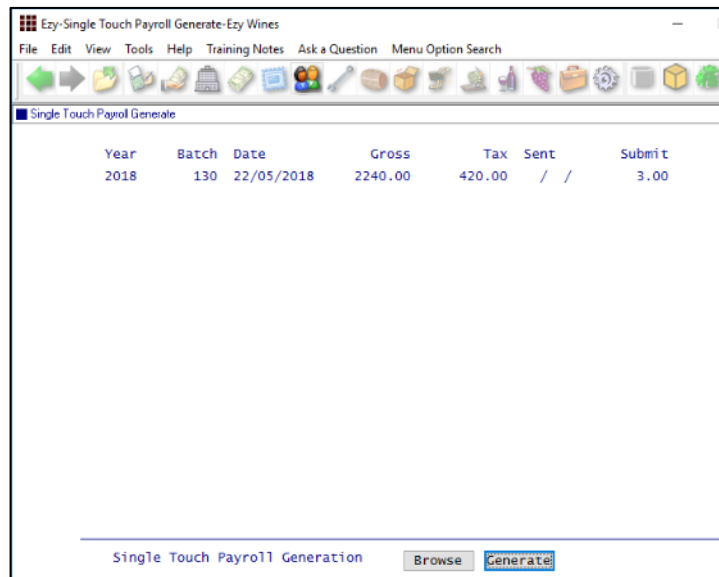 Ezy-Single Touch Payroll Generate-Ezy Wines
File Edit View Tools Help Training Notes Ask a Question Menu Option Search
Single Touch Payroll Generate
Year Batch Date Gross Tax Sent Submit
2018 130 22/05/2018 2240.00 420.00 / / 3.00
Single Touch Payroll Generation Browse Generate